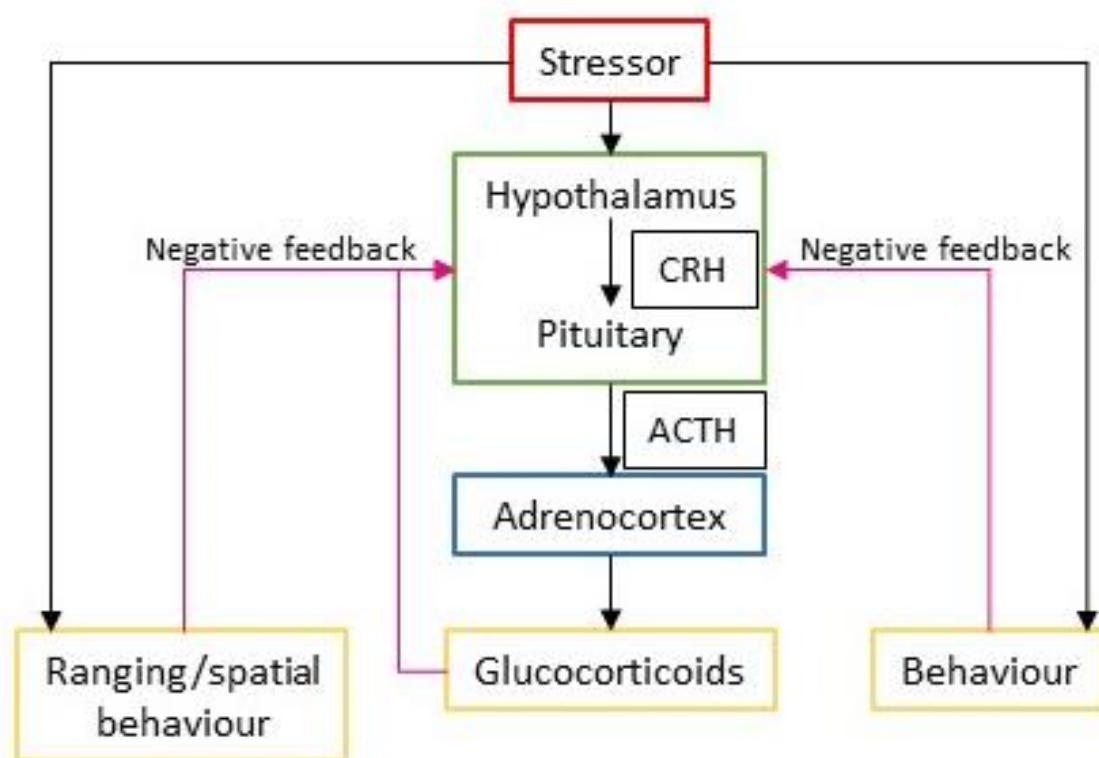 Stressor
Hypothalamus
Negative feedback
Negative feedback
CRH
Pituitary
ACTH
Adrenocortex
Ranging/spatial
behaviour
Glucocorticoids
Behaviour